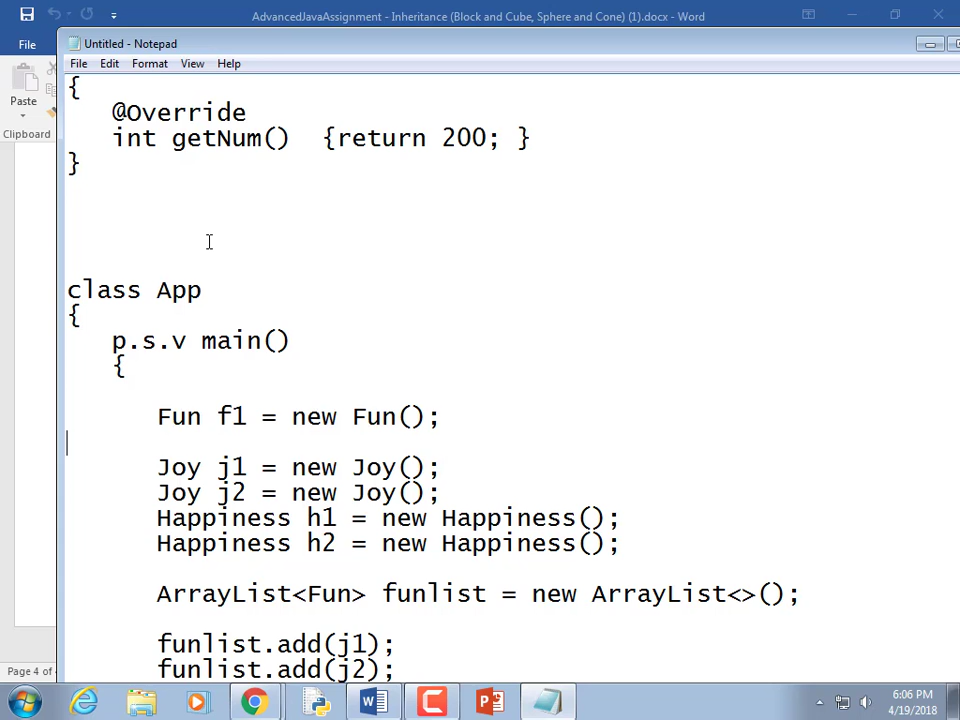 AdvancedJavaAssignment - Inheritance (Block and Cube, Sphere and Cone) (1).docx - Word
File
Untitled - Notepad
File Edit Format View Help
Paste
Clipboard
{
@Override
int getNum() {return 200; }
}
class App
{
p.s.v main()
{
Fun f1 = new Fun();
Joy j1 = new Joy();
Joy j2 = new Joy();
Happiness h1 = new Happiness();
Happiness h2 = new Happiness();
ArrayList<Fun> funlist = new ArrayList<>();
funlist.add(j1);
funlist.add(j2);
Page 4 of
6:06 PM
4/19/2018